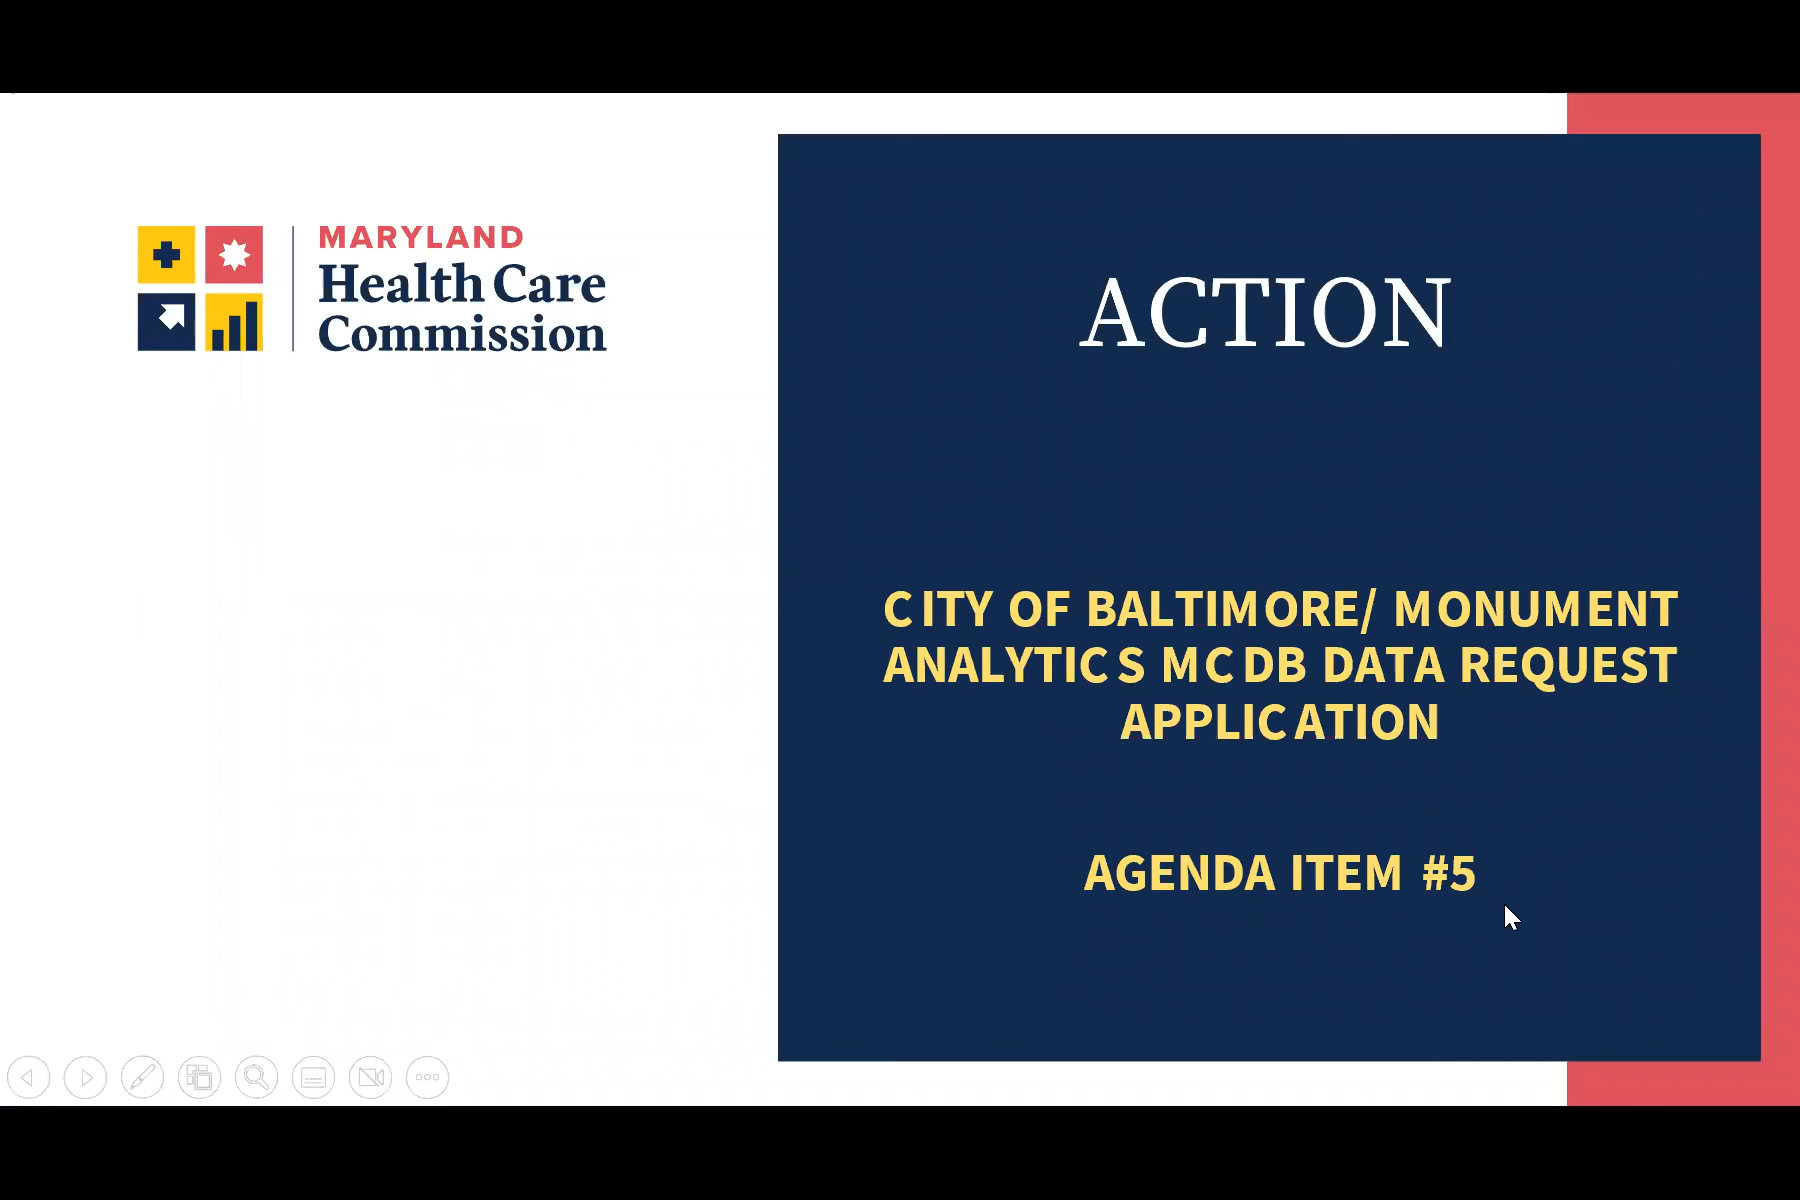 MARYLAND
Health Care
Commission
ACTION
CITY OF BALTIMORE/ MONUMENT
ANALYTICS MCDB DATA REQUEST
APPLICATION
AGENDA ITEM #5